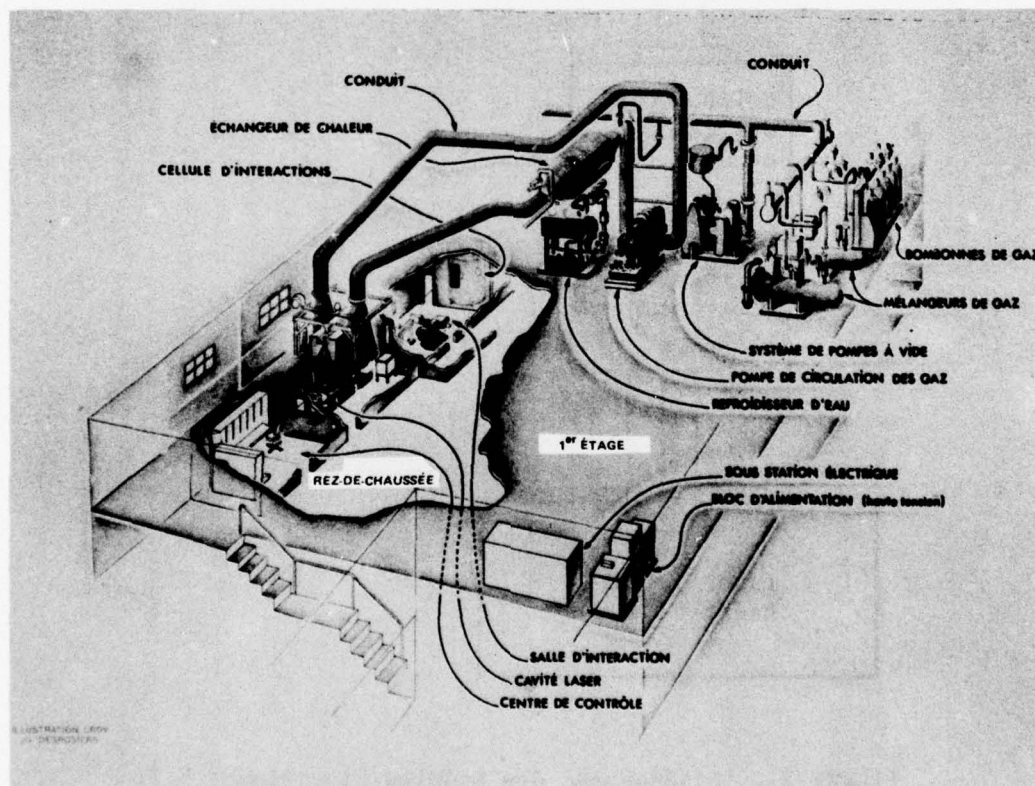 CONDUIT
CONDUIT
ÉCHANGEUR DE CHALEUR
CELLULE D'INTERACTIONS
BOMBONNES DE GAZ
MÉLANGEURS DE GAZ
SYSTÈME DE POMPES À VIDE
POMPE DE CIRCULATION DES GAZ
REFROIDISSEUR D'EAU
1er ÉTAGE
REZ-DE-CHAUSSÉE
SOUS STATION ÉLECTRIQUE
BLOC D'ALIMENTATION (haute tension)
SALLE D'INTERACTION
CAVITÉ LASER
CENTRE DE CONTRÔLE
ILLUSTRATION